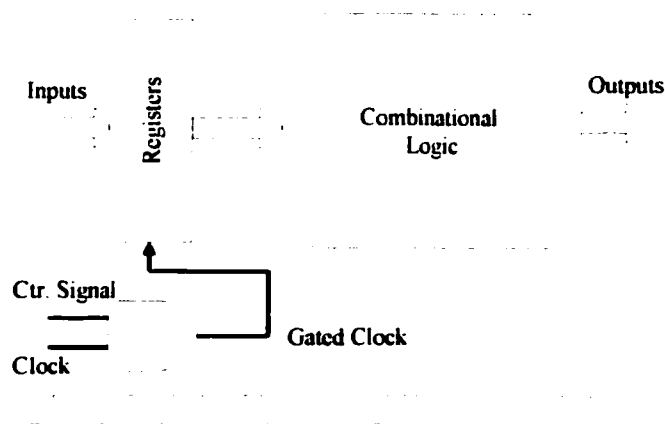 Inputs
Registers
Combinational
Logic
Outputs
Ctr. Signal
Clock
Gated Clock